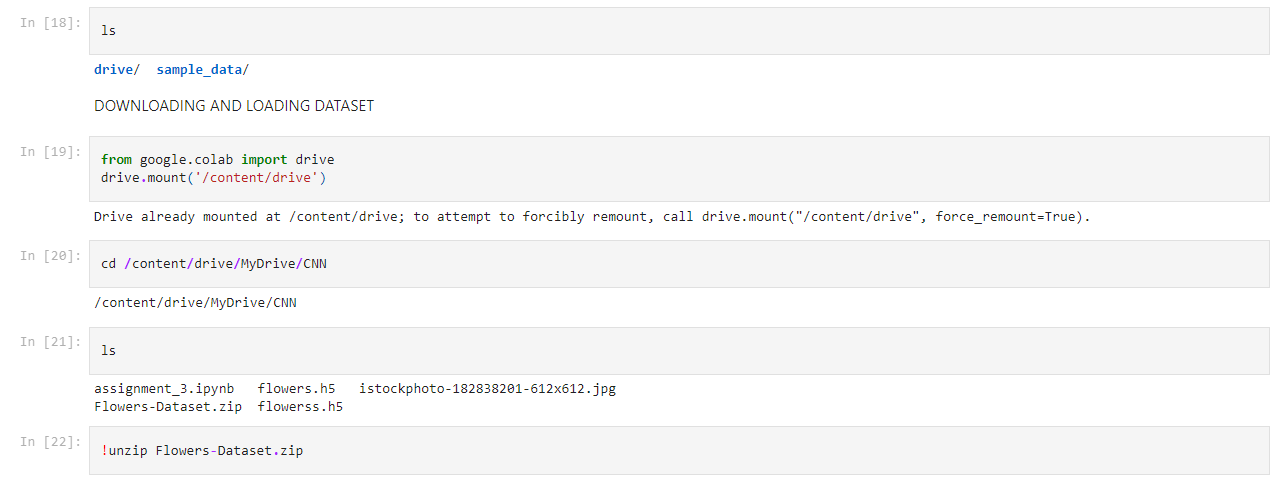 In [18]:
ls
drive/  sample_data/
DOWNLOADING AND LOADING DATASET
In [19]:
from google.colab import drive
drive.mount('/content/drive')
Drive already mounted at /content/drive; to attempt to forcibly remount, call drive.mount("/content/drive", force_remount=True).
In [20]:
cd /content/drive/MyDrive/CNN
/content/drive/MyDrive/CNN
In [21]:
ls
assignment_3.ipynb   flowers.h5   istockphoto-182838201-612x612.jpg
Flowers-Dataset.zip  flowerss.h5
In [22]:
!unzip Flowers-Dataset.zip